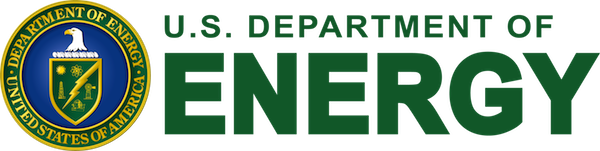 DEPARTMENT OF ENERGY
UNITED STATES OF AMERICA
U.S. DEPARTMENT OF
ENERGY